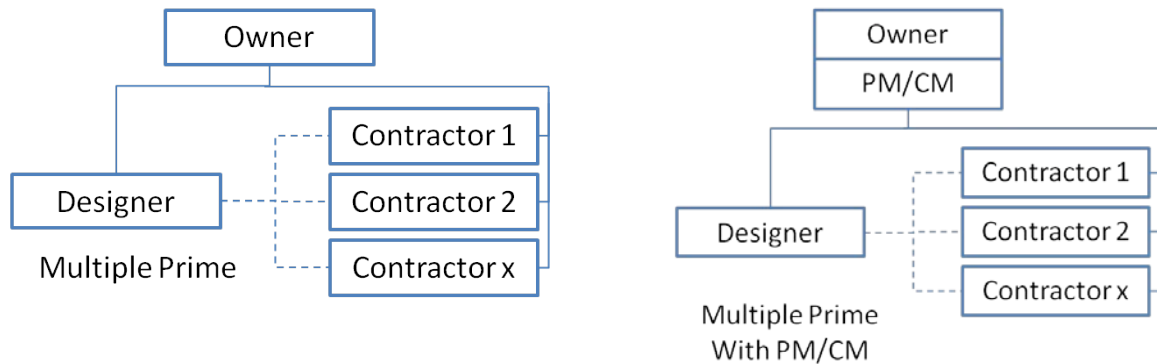 Owner
Contractor 1
Designer
Contractor 2
Contractor x
Multiple Prime
Owner
PM/CM
Contractor 1
Designer
Contractor 2
Contractor x
Multiple Prime
With PM/CM